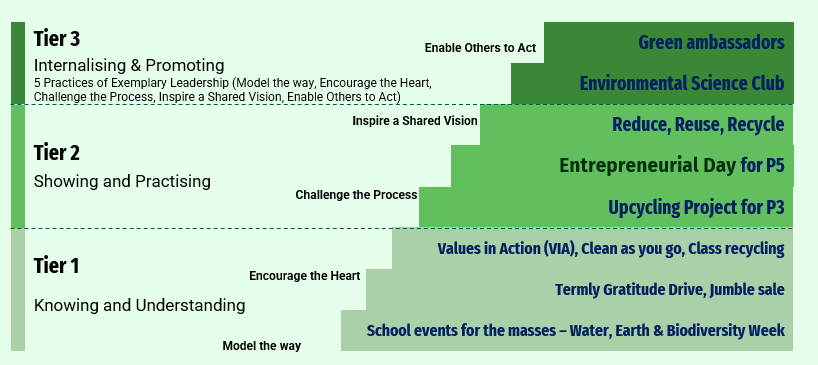 Tier 3
Internalising & Promoting
5 Practices of Exemplary Leadership (Model the way, Encourage the Heart,
Challenge the Process, Inspire a Shared Vision, Enable Others to Act)
Enable Others to Act
Green ambassadors
Environmental Science Club
Tier 2
Showing and Practising
Inspire a Shared Vision
Reduce, Reuse, Recycle
Entrepreneurial Day for P5
Challenge the Process
Upcycling Project for P3
Tier 1
Knowing and Understanding
Values in Action (VIA), Clean as you go, Class recycling
Encourage the Heart
Termly Gratitude Drive, Jumble sale
School events for the masses – Water, Earth & Biodiversity Week
Model the way